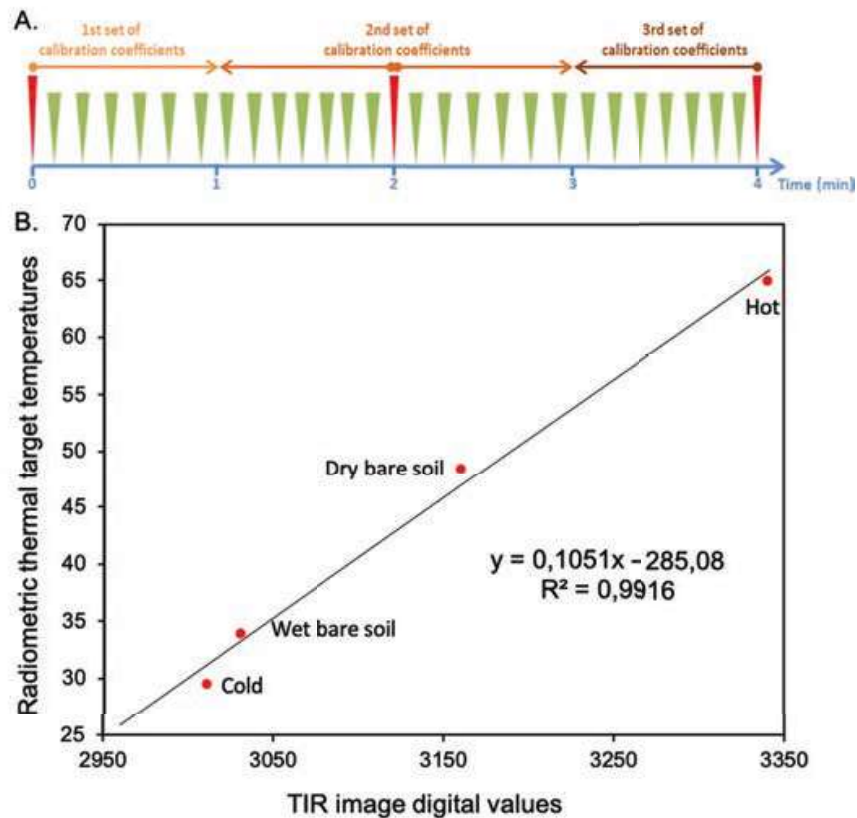 A.
1st set of
calibration coefficients
2nd set of
calibration coefficients
3rd set of
calibration coefficients
0
1
2
3
4
Time (min)
B.
70
65
60
55
50
45
40
35
30
25
Radiometric thermal target temperatures
Hot
Dry bare soil
y = 0,1051x - 285,08
R² = 0,9916
Wet bare soil
Cold
2950
3050
3150
3250
3350
TIR image digital values